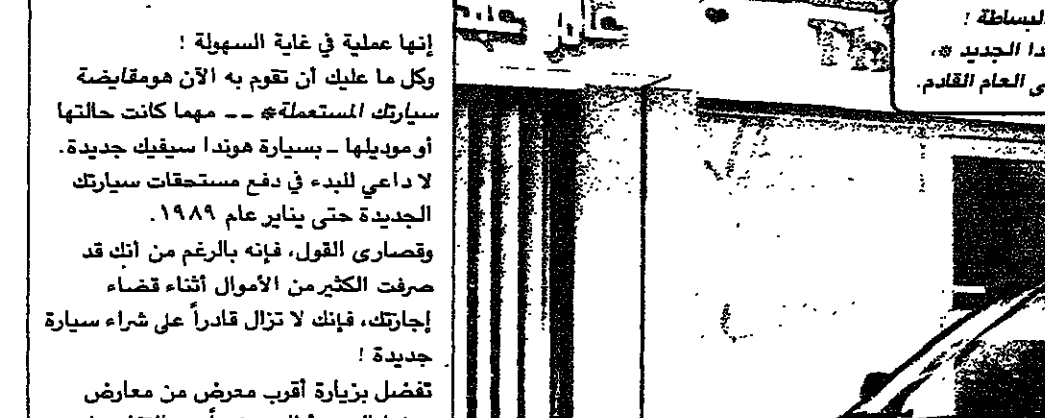 إنها عملية في غاية السهولة !
وكل ما عليك أن تقوم به الآن هومقايضة
سيارتك المستعملة* -- مهما كانت حالتها
أوموديلها - بسيارة هوندا سيفيك جديدة.
لا داعي للبدء في دفع مستحقات سيارتك
الجديدة حتى يناير عام ١٩٨٩.
وقصارى القول، فإنه بالرغم من أنك قد
صرفت الكثيرمن الأموال أثناء قضاء
إجازتك، فإنك لا تزال قادراً على شراء سيارة
جديدة !
تفضل بزيارة أقرب معرض من معارض
لبساطة !
دا الجديد *،
ى العام القادم.